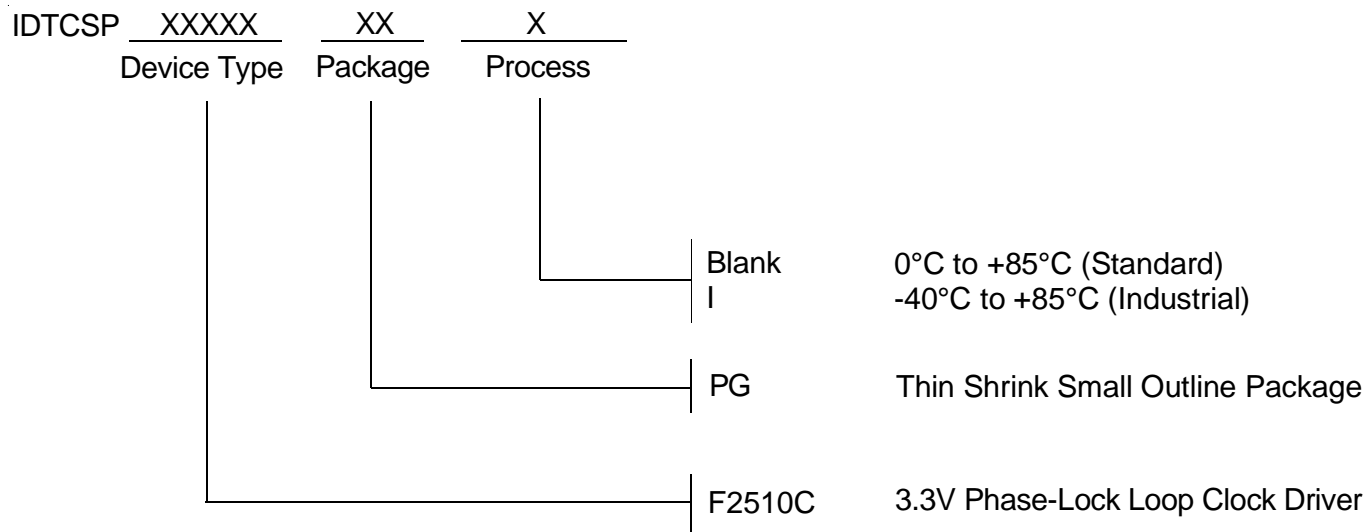 IDTCSP XXXXX XX X
Device Type Package Process
Blank 0°C to +85°C (Standard)
I -40°C to +85°C (Industrial)
PG Thin Shrink Small Outline Package
F2510C 3.3V Phase-Lock Loop Clock Driver